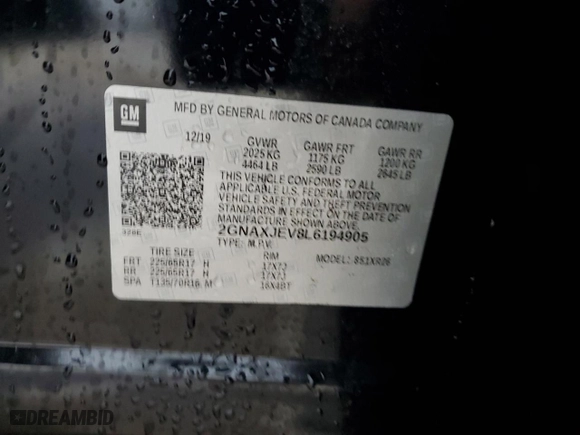 GM
MFD BY GENERAL MOTORS OF CANADA COMPANY
12/19 GVWR GAWR FRT GAWR RR
2025 KG 1175 KG 1200 KG
4464 LB 2590 LB 2645 LB
THIS VEHICLE CONFORMS TO ALL
APPLICABLE U.S. FEDERAL MOTOR
VEHICLE SAFETY AND THEFT PREVENTION
STANDARDS IN EFFECT ON THE DATE OF
MANUFACTURE SHOWN ABOVE.
2GNAXJEV8L6194905
TYPE: M.P.V. MODEL:
TIRE SIZE RIM
FRT 225/65R17 H
RR 225/65R17 H
SPA T135/70R16 M 16X4BT
DREAMBID